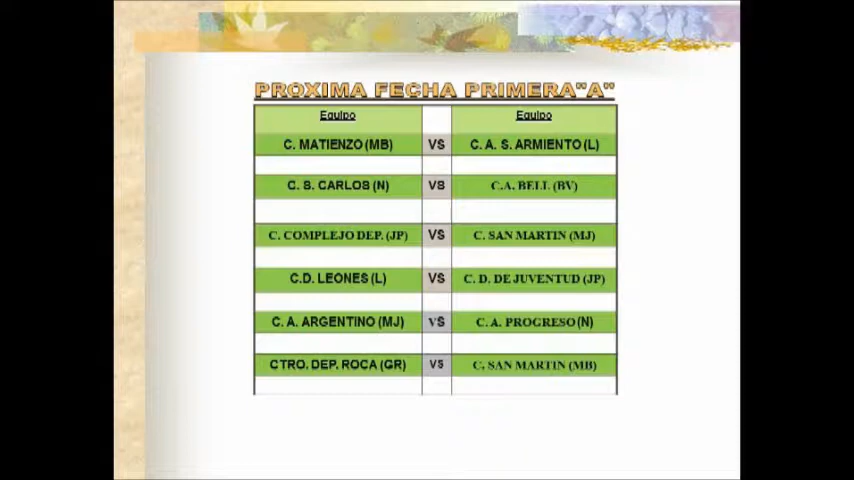 PROXIMA FECHA PRIMERA"A"
Equipo Equipo
C. MATIENZO (MB) VS C. A. S. ARMIENTO (L)
C. S. CARLOS (N) VS C.A. BELL (BV)
C. COMPLEJO DEP. (JP) VS C. SAN MARTIN (MJ)
C.D. LEONES (L) VS C. D. DE JUVENTUD (JP)
C. A. ARGENTINO (MJ) VS C. A. PROGRESO (N)
CTRO. DEP. ROCA (GR) VS C. SAN MARTIN (MB)